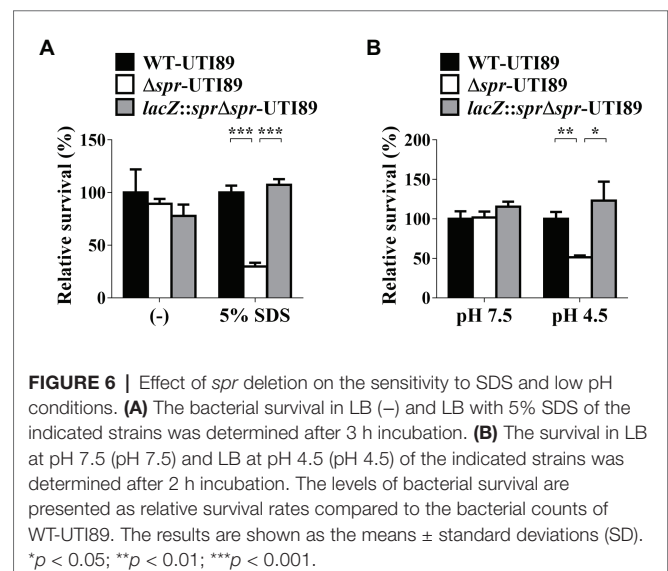 A
WT-UTI89
Δspr-UTI89
lacZ::sprΔspr-UTI89
Relative survival (%)
150
100
50
0
*** ***
(-) 5% SDS
B
WT-UTI89
Δspr-UTI89
lacZ::sprΔspr-UTI89
Relative survival (%)
200
150
100
50
0
** *
pH 7.5 pH 4.5
FIGURE 6 | Effect of spr deletion on the sensitivity to SDS and low pH
conditions. (A) The bacterial survival in LB (−) and LB with 5% SDS of the
indicated strains was determined after 3 h incubation. (B) The survival in LB
at pH 7.5 (pH 7.5) and LB at pH 4.5 (pH 4.5) of the indicated strains was
determined after 2 h incubation. The levels of bacterial survival are
presented as relative survival rates compared to the bacterial counts of
WT-UTI89. The results are shown as the means ± standard deviations (SD).
*p < 0.05; **p < 0.01; ***p < 0.001.